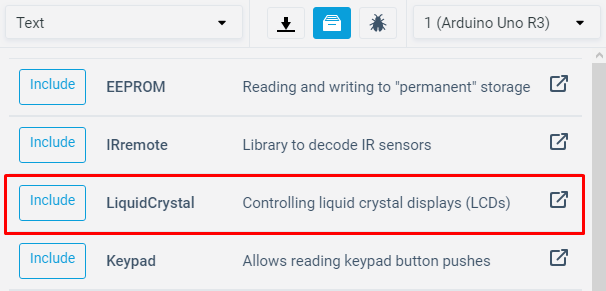 Text 1 (Arduino Uno R3)
Include EEPROM Reading and writing to "permanent" storage
Include IRremote Library to decode IR sensors
Include LiquidCrystal Controlling liquid crystal displays (LCDs)
Include Keypad Allows reading keypad button pushes